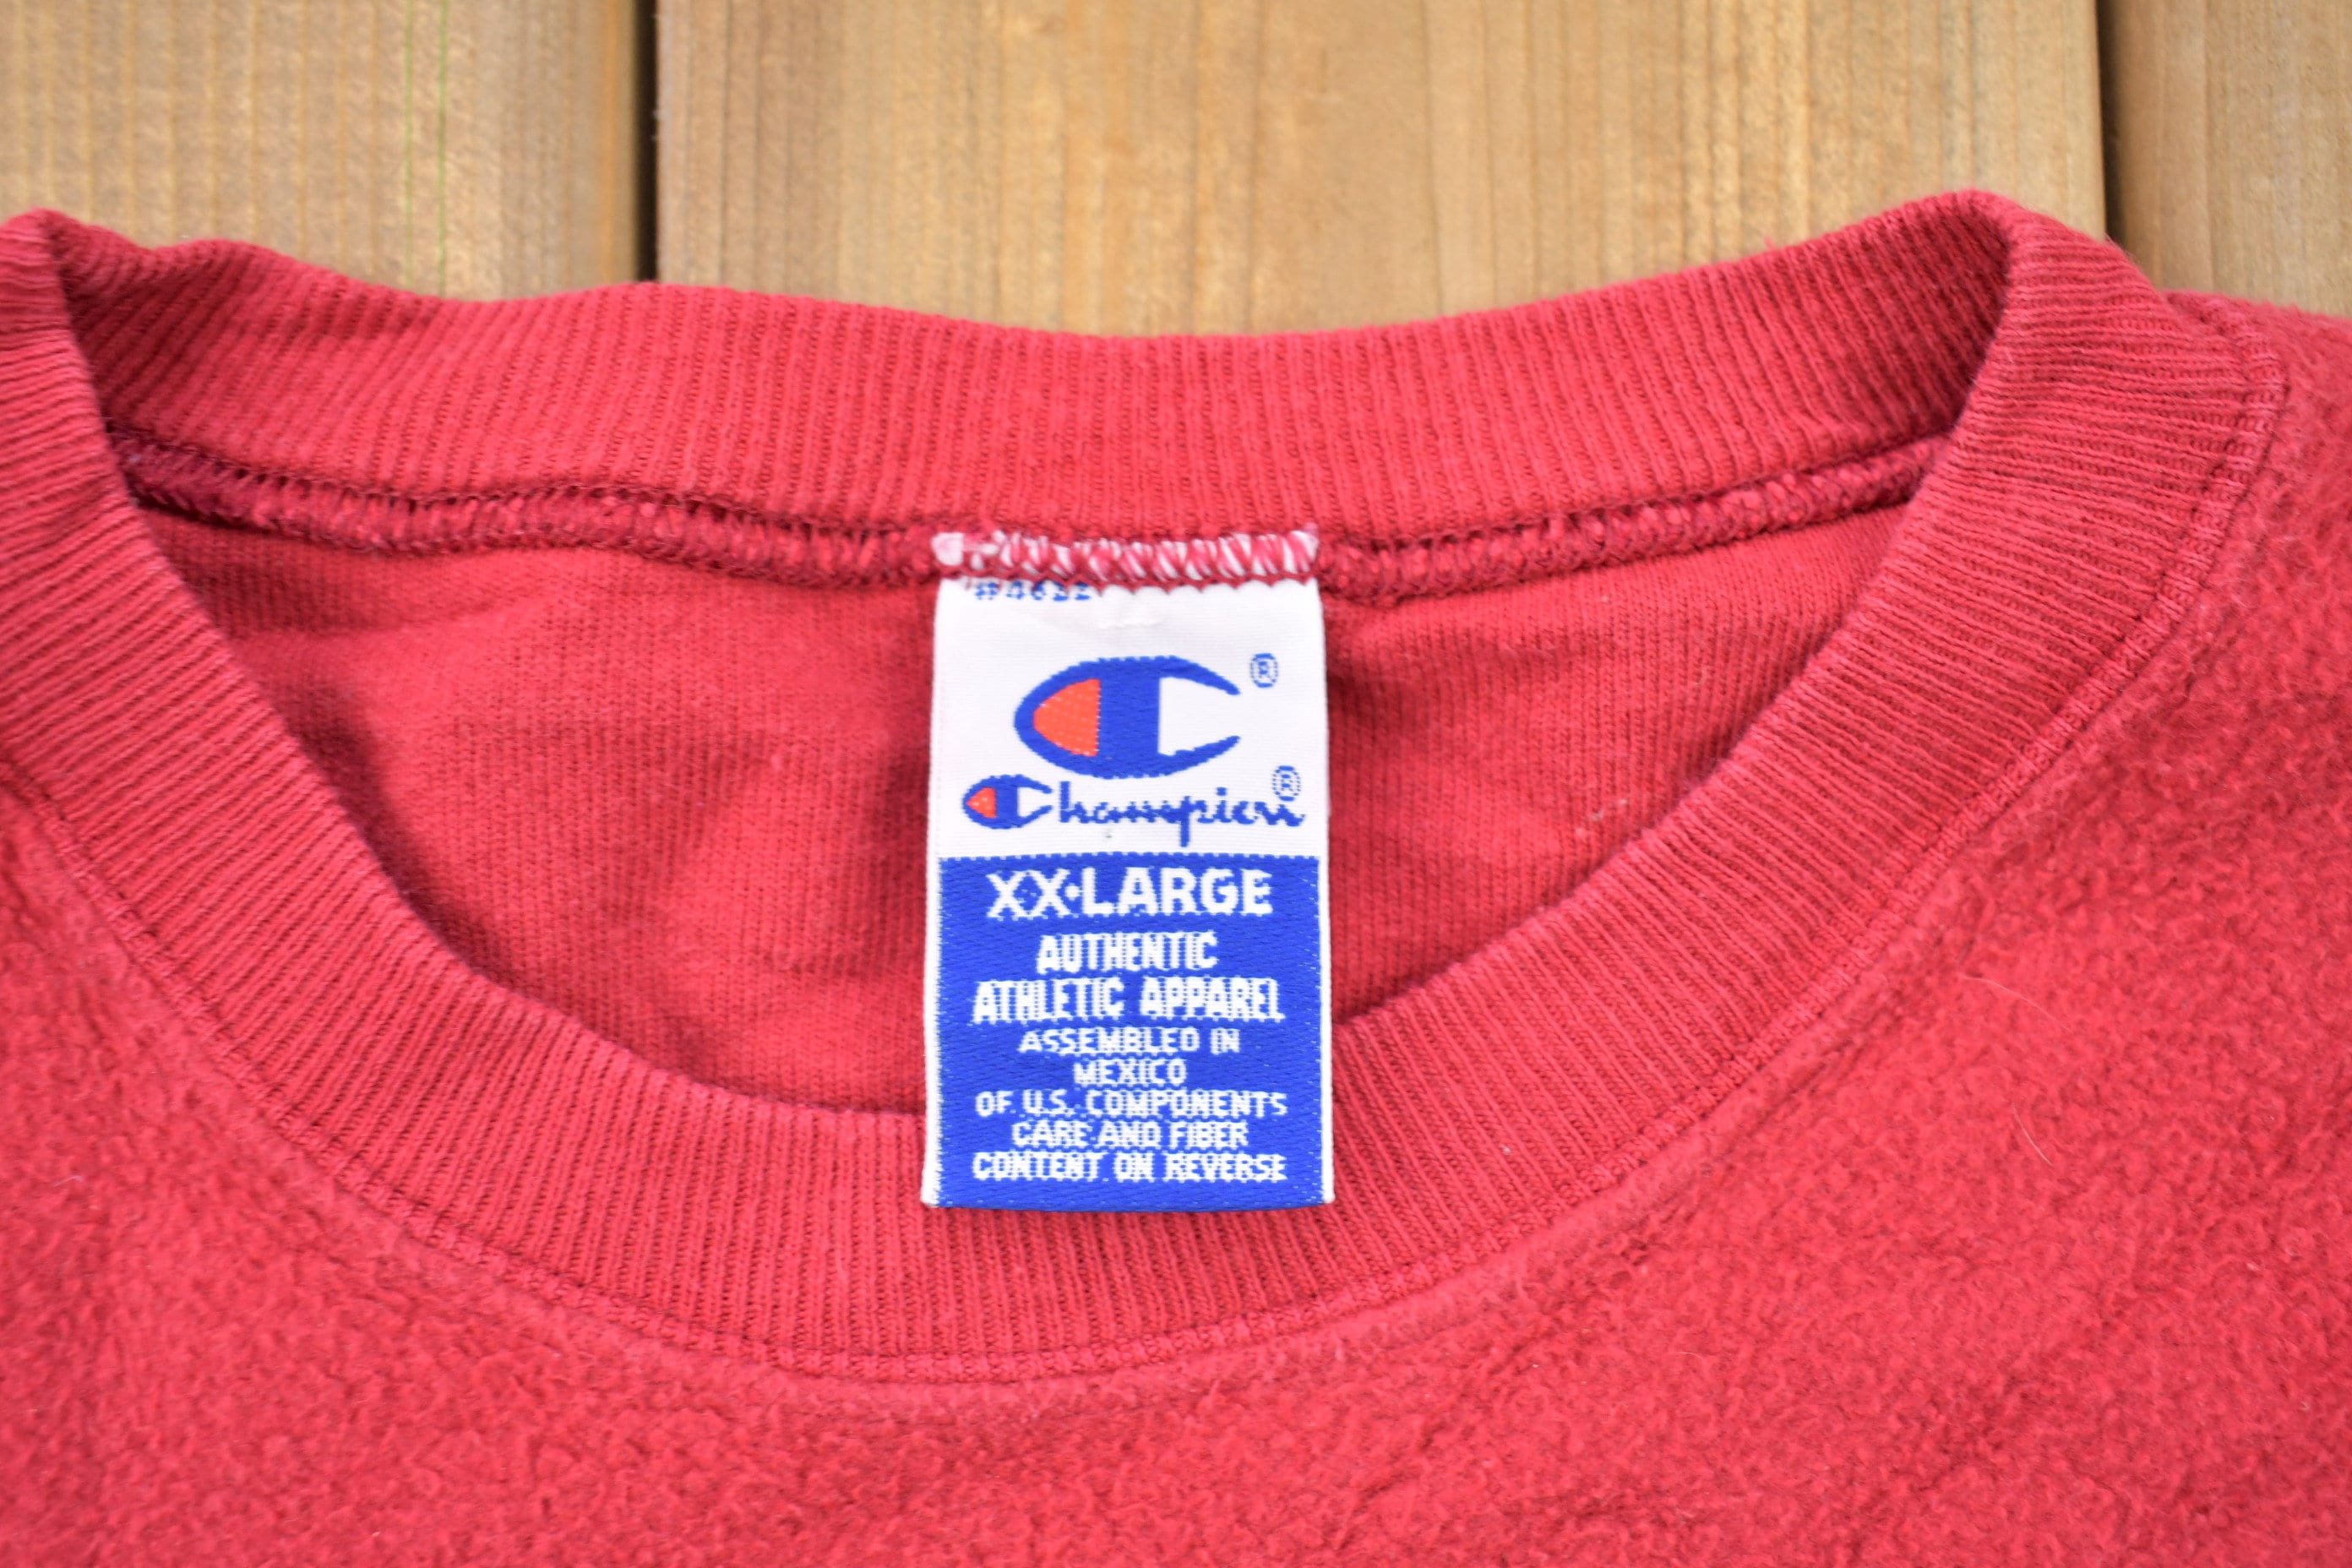 ®
Champion®
XX-LARGE
AUTHENTIC
ATHLETIC APPAREL
ASSEMBLED IN
MEXICO
OF U.S. COMPONENTS
CARE AND FIBER
CONTENT ON REVERSE